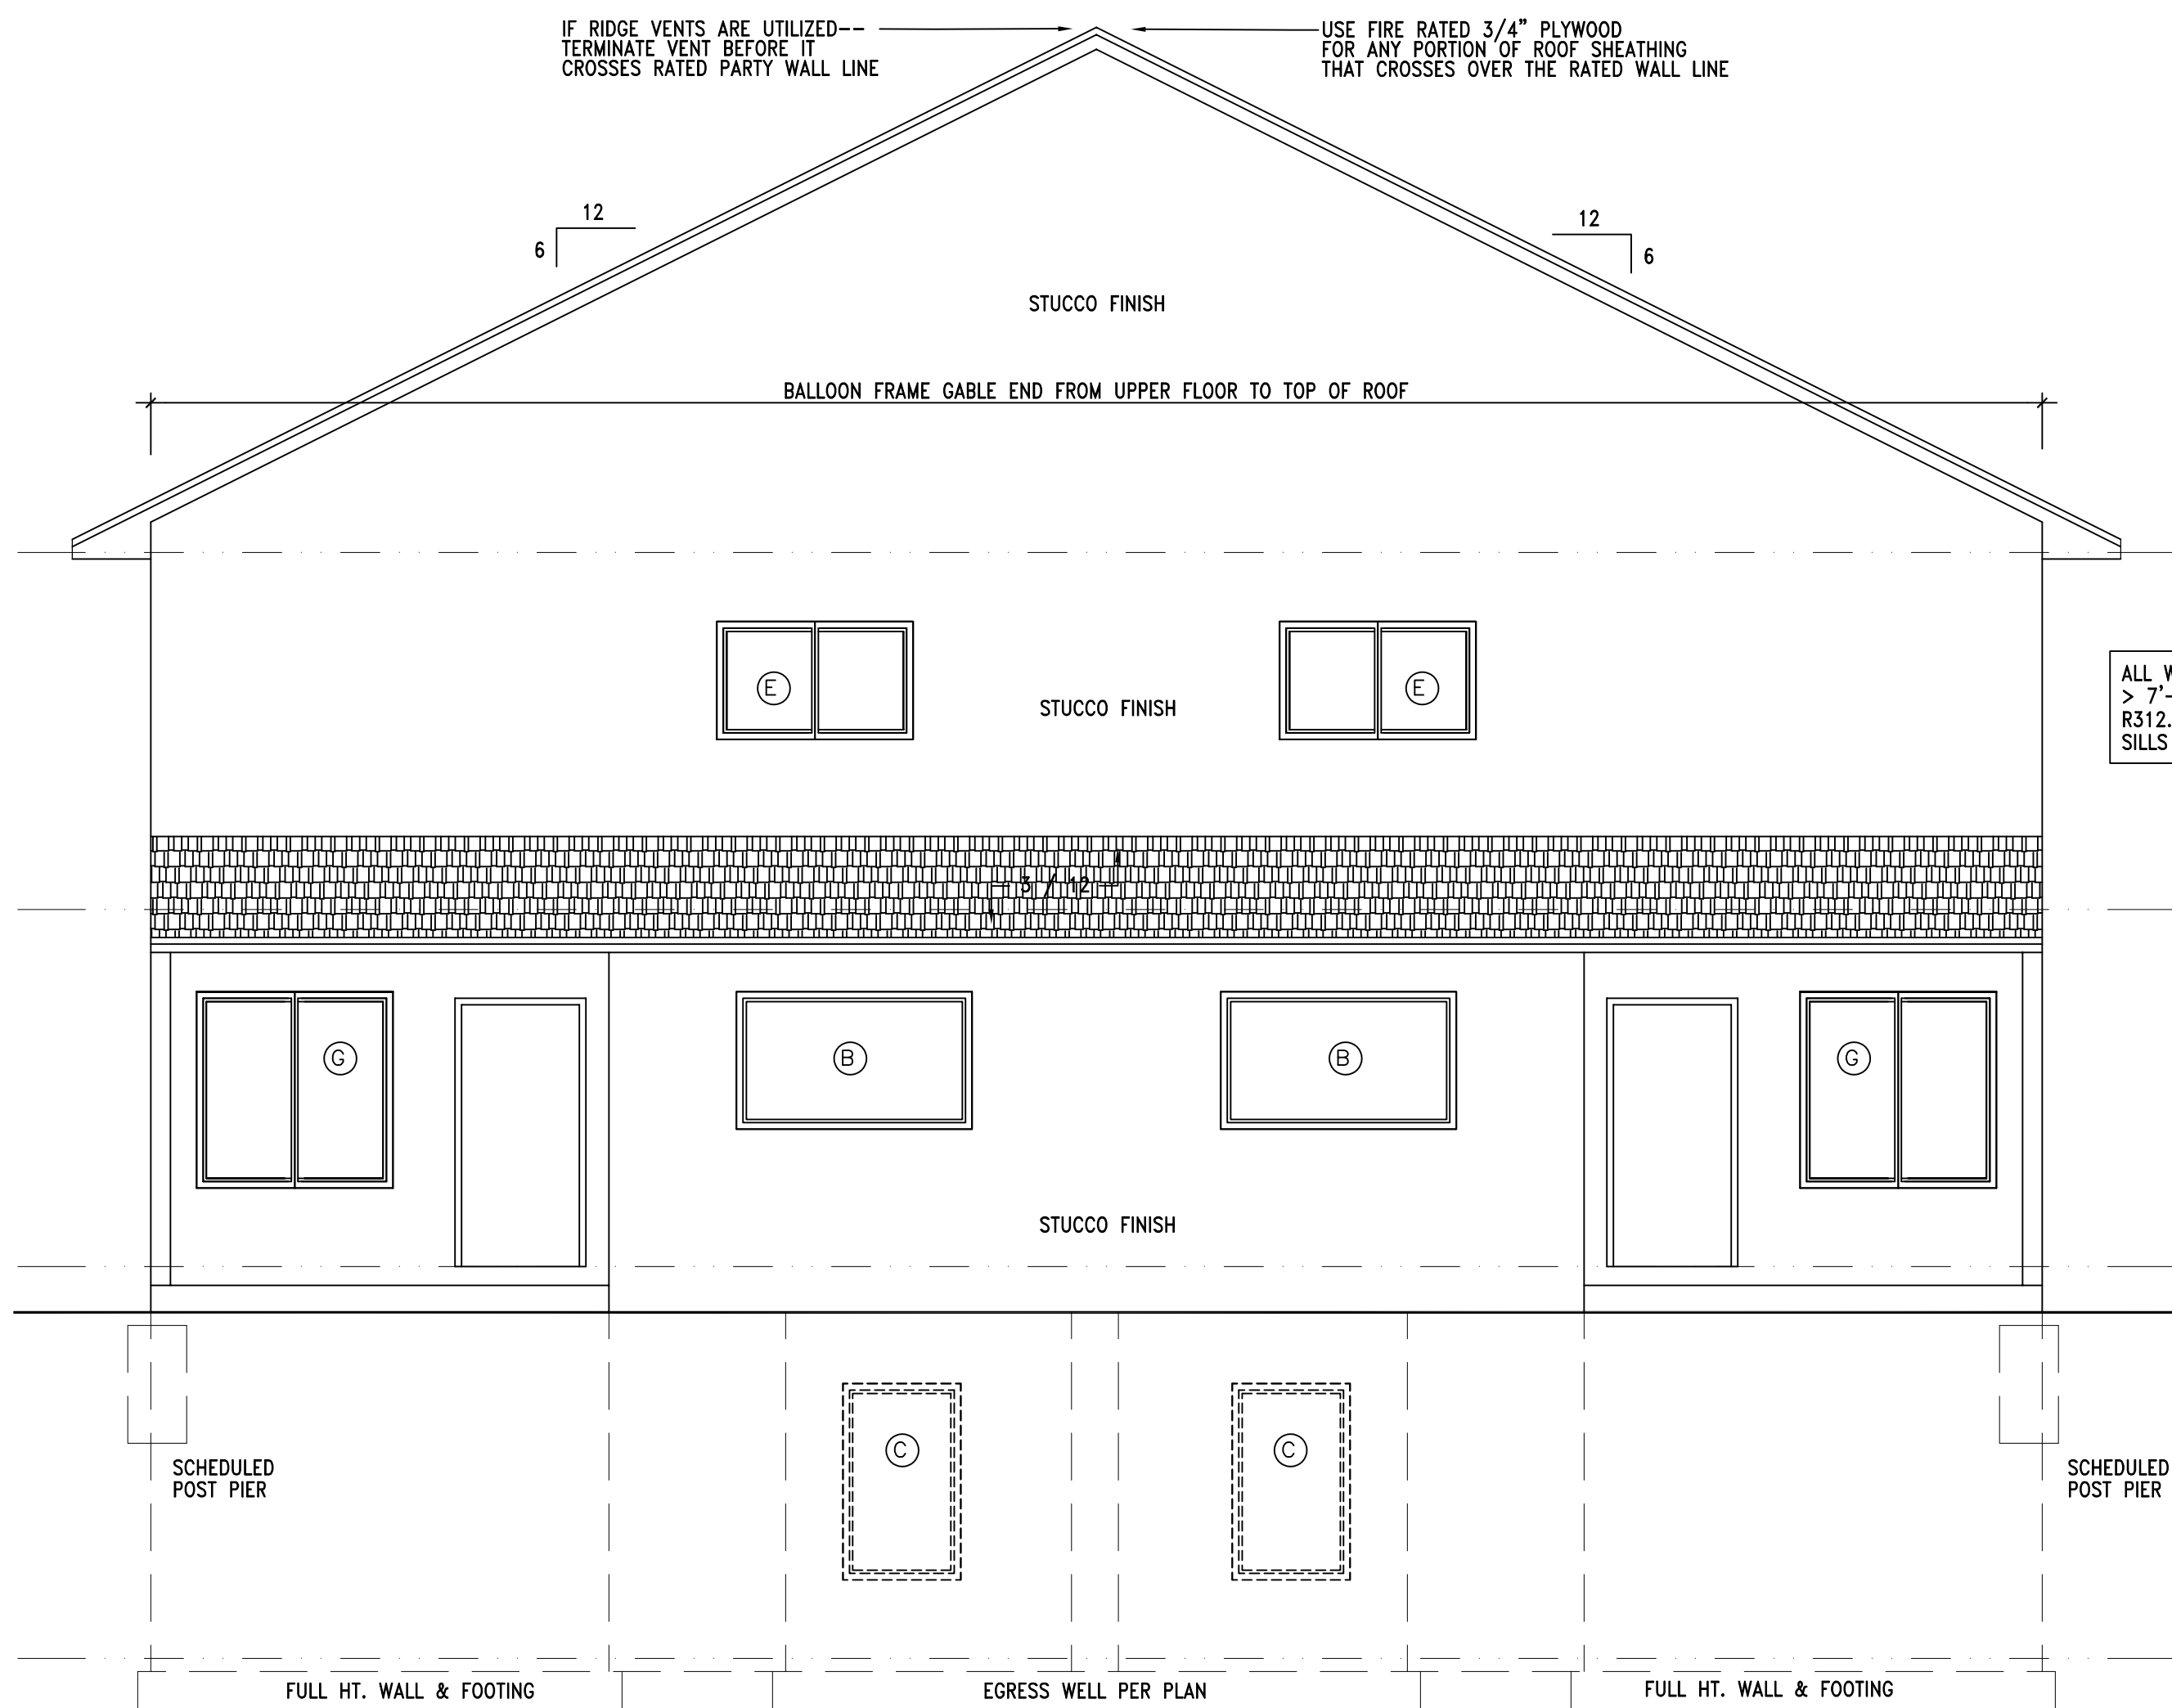 IF RIDGE VENTS ARE UTILIZED--
TERMINATE VENT BEFORE IT
CROSSES RATED PARTY WALL LINE
USE FIRE RATED 3/4" PLYWOOD
FOR ANY PORTION OF ROOF SHEATHING
THAT CROSSES OVER THE RATED WALL LINE
12
6
12
6
STUCCO FINISH
BALLOON FRAME GABLE END FROM UPPER FLOOR TO TOP OF ROOF
E
E
STUCCO FINISH
ALL W
> 7'-
R312.
SILLS
3 / 12
G
B
B
G
STUCCO FINISH
C
C
SCHEDULED
POST PIER
SCHEDULED
POST PIER
FULL HT. WALL & FOOTING
EGRESS WELL PER PLAN
FULL HT. WALL & FOOTING